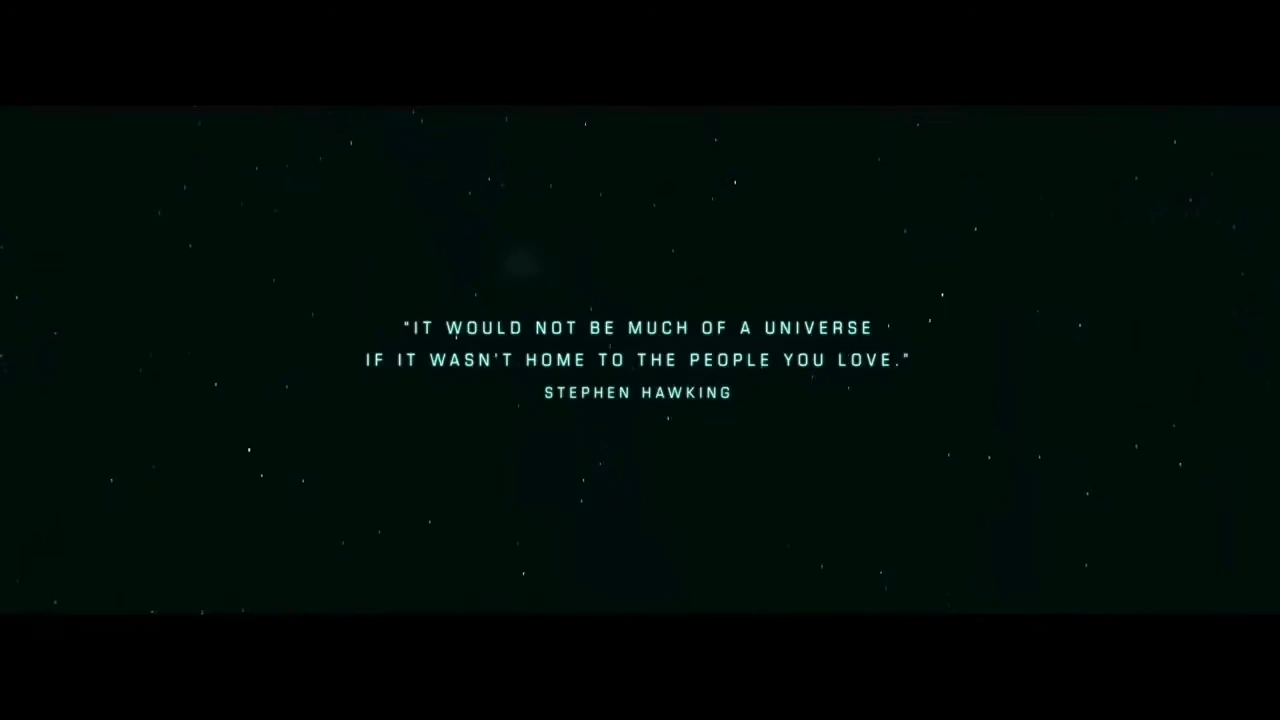 "IT WOULD NOT BE MUCH OF A UNIVERSE
IF IT WASN'T HOME TO THE PEOPLE YOU LOVE."
STEPHEN HAWKING